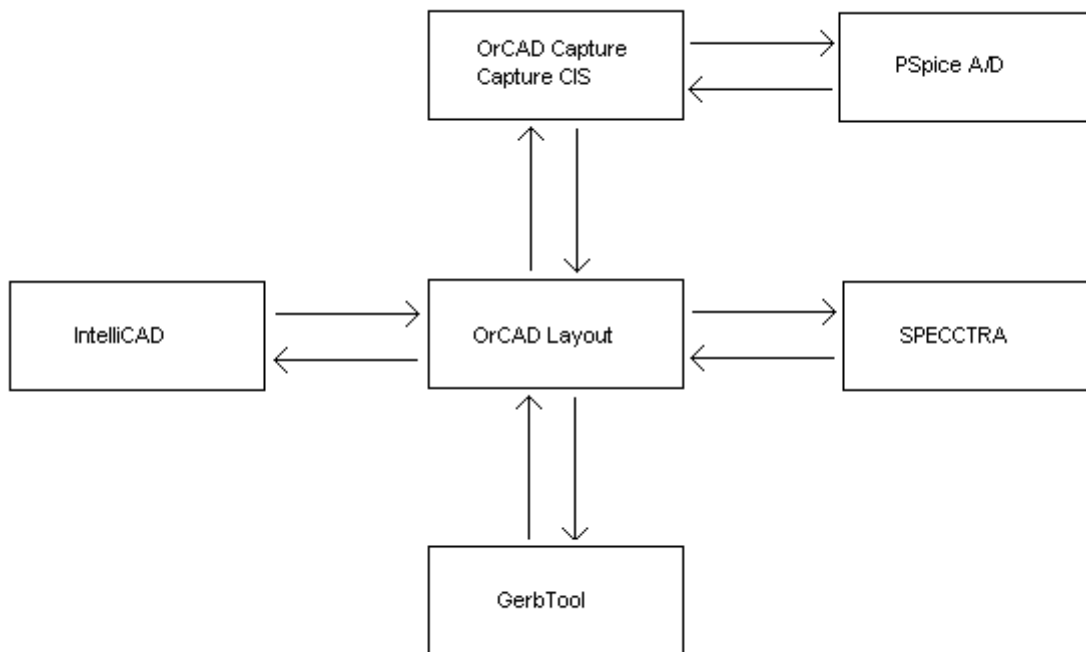 OrCAD Capture
Capture CIS
PSpice A/D
IntelliCAD
OrCAD Layout
SPECCTRA
GerbTool